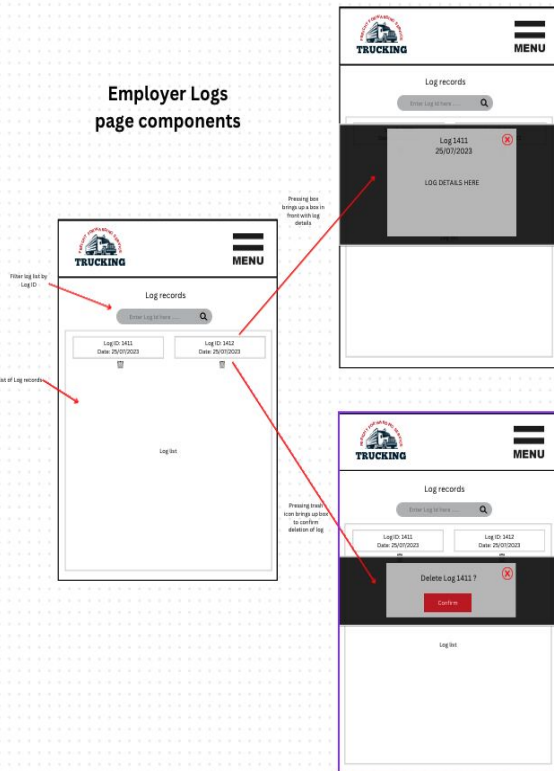 Employer Logs
page components
TRUCKING
MENU
Log records
Enter Log Id here ....
Log 1411
25/07/2023
LOG DETAILS HERE
Pressing box
brings up a box in
front with log
details
TRUCKING
MENU
Filter log list by
Log ID
Log records
Enter Log Id here ....
Log ID: 1411
Date: 25/07/2023
Log ID: 1412
Date: 25/07/2023
list of Log records
Log list
Pressing trash
icon brings up box
to confirm
deletion of log
TRUCKING
MENU
Log records
Enter Log Id here ....
Log ID: 1411
Date: 25/07/2023
Log ID: 1412
Date: 25/07/2023
Delete Log 1411 ?
Confirm
Log list